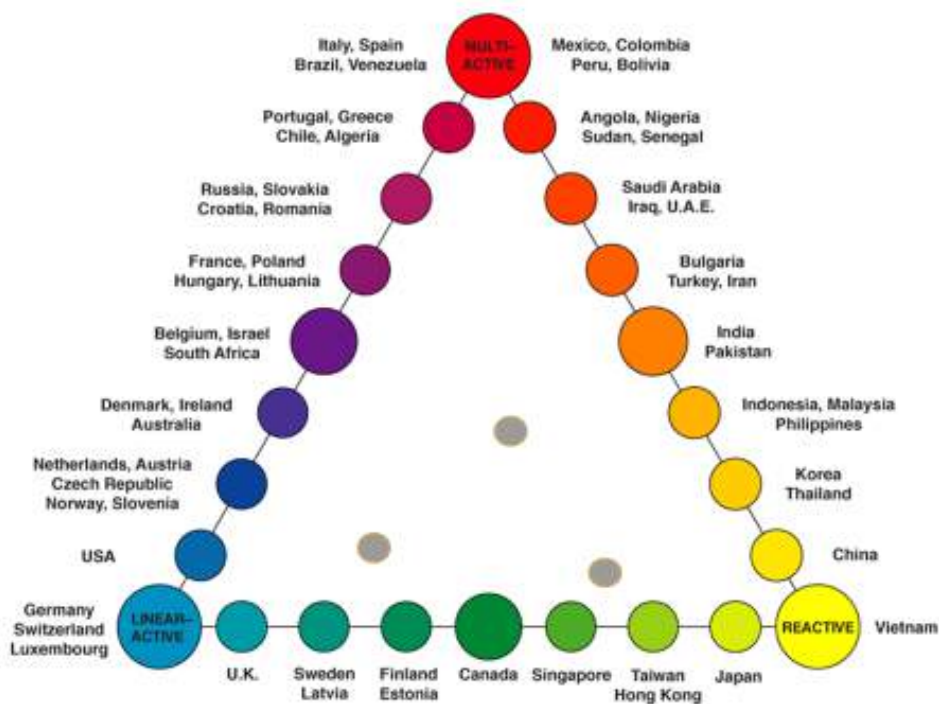 Italy, Spain
Brazil, Venezuela
MULTI-
ACTIVE
Mexico, Colombia
Peru, Bolivia
Portugal, Greece
Chile, Algeria
Angola, Nigeria
Sudan, Senegal
Russia, Slovakia
Croatia, Romania
Saudi Arabia
Iraq, U.A.E.
France, Poland
Hungary, Lithuania
Bulgaria
Turkey, Iran
Belgium, Israel
South Africa
India
Pakistan
Denmark, Ireland
Australia
Indonesia, Malaysia
Philippines
Netherlands, Austria
Czech Republic
Norway, Slovenia
Korea
Thailand
USA
China
Germany
Switzerland
Luxembourg
LINEAR-
ACTIVE
REACTIVE
Vietnam
U.K.
Sweden
Latvia
Finland
Estonia
Canada
Singapore
Taiwan
Hong Kong
Japan